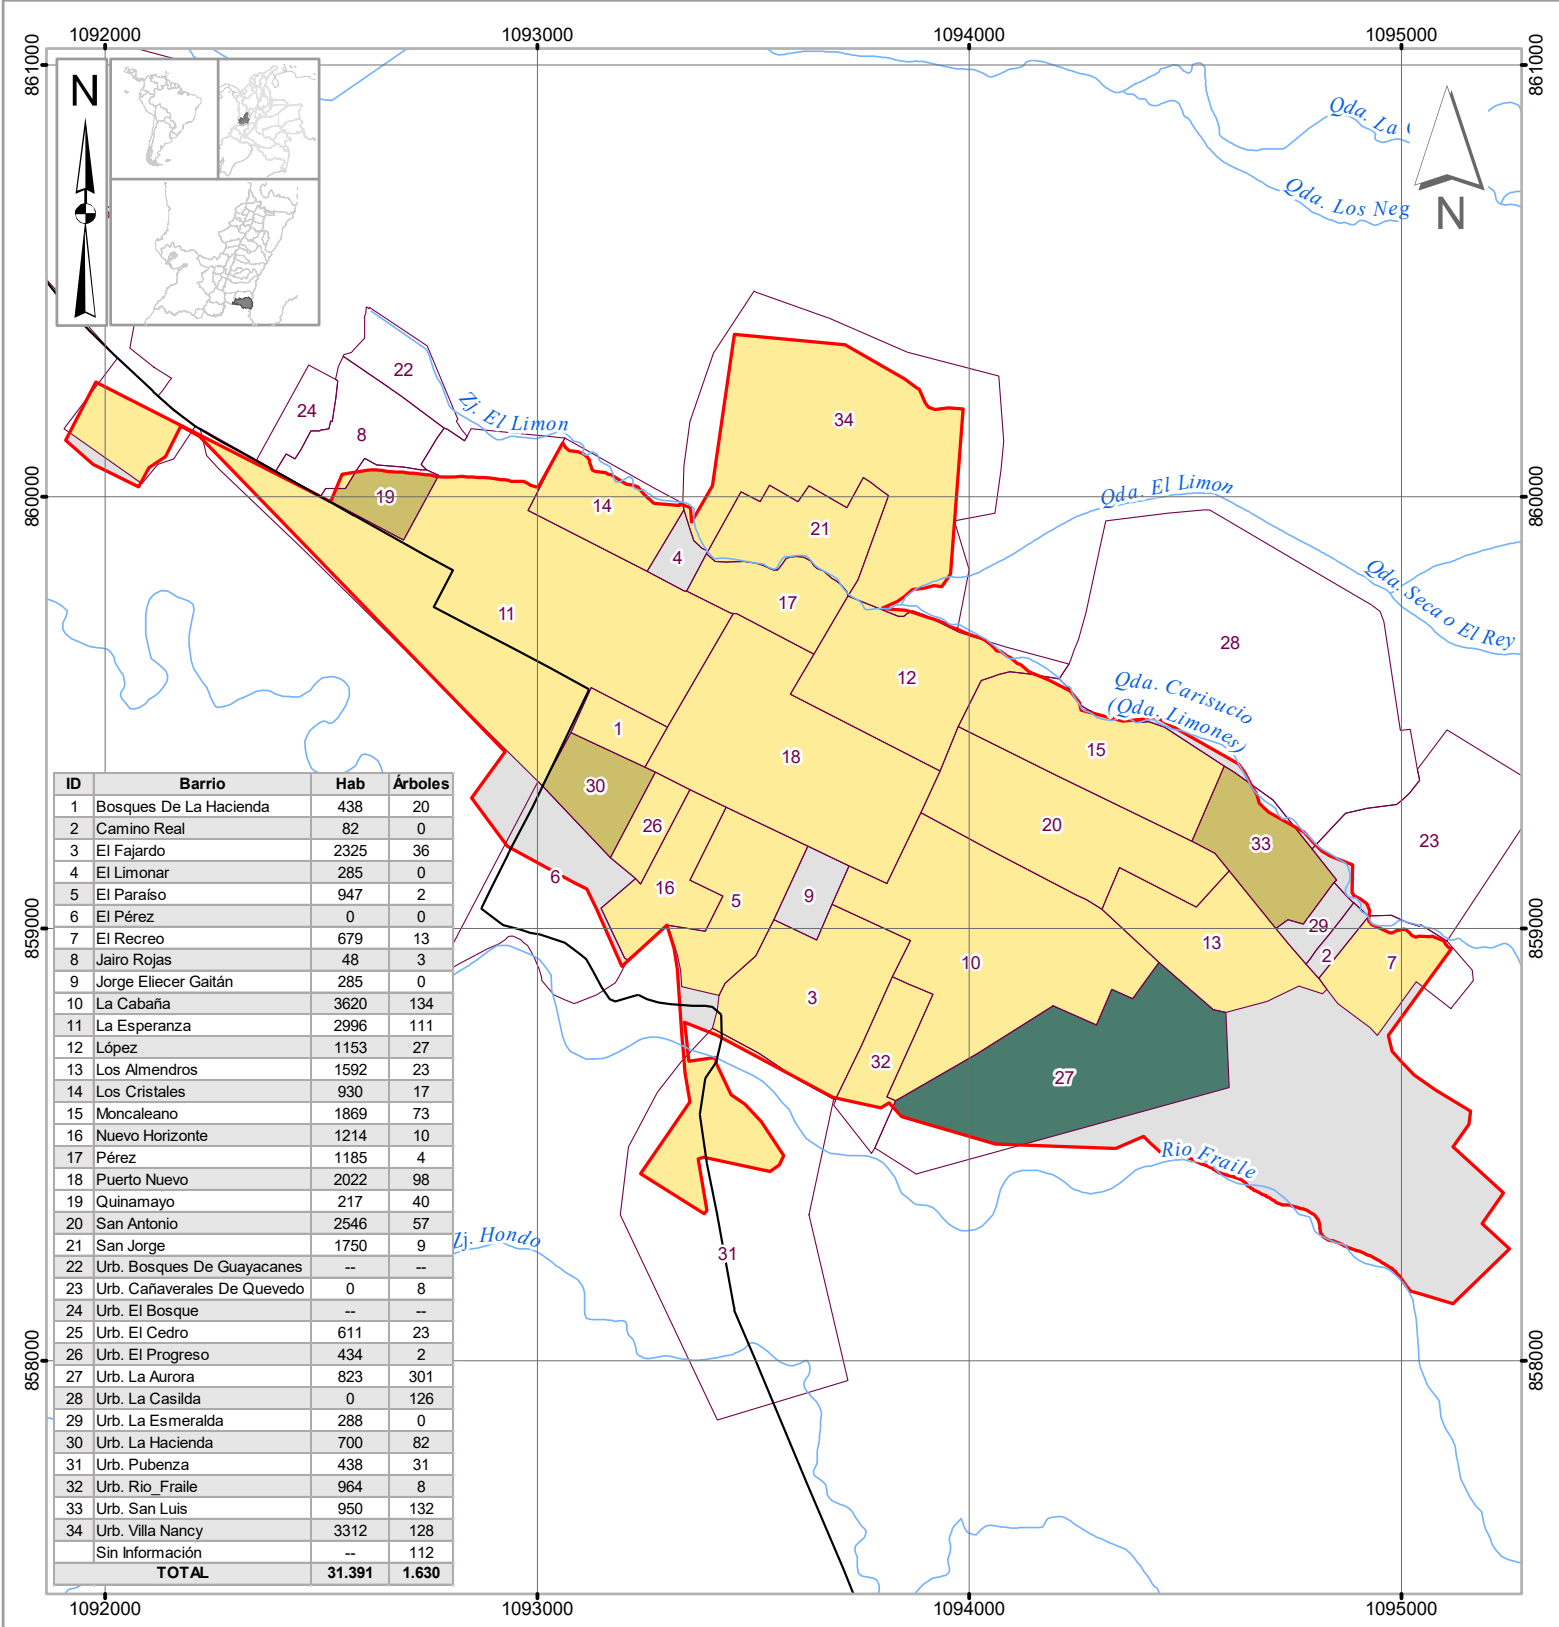 1092000 1093000 1094000 1095000
861000 861000
N
Qda. La
Qda. Los Neg
N
22
24
8
Zj. El Limon
34
860000 860000
19
14
21
4
17
11
Qda. El Limon
Qda. Seca o El Rey
28
12
Qda. Carisucio
(Qda. Limones)
1
18
15
30
26
20
33
23
6
16
5
9
29
2
7
13
10
3
32
27
859000 859000
Rio Fraile
Zj. Hondo
31
858000 858000
ID Barrio Hab Árboles
1 Bosques De La Hacienda 438 20
2 Camino Real 82 0
3 El Fajardo 2325 36
4 El Limonar 285 0
5 El Paraíso 947 2
6 El Pérez 0 0
7 El Recreo 679 13
8 Jairo Rojas 48 3
9 Jorge Eliecer Gaitán 285 0
10 La Cabaña 3620 134
11 La Esperanza 2996 111
12 López 1153 27
13 Los Almendros 1592 23
14 Los Cristales 930 17
15 Moncaleano 1869 73
16 Nuevo Horizonte 1214 10
17 Pérez 1185 4
18 Puerto Nuevo 2022 98
19 Quinamayo 217 40
20 San Antonio 2546 57
21 San Jorge 1750 9
22 Urb. Bosques De Guayacanes -- --
23 Urb. Cañaverales De Quevedo 0 8
24 Urb. El Bosque -- --
25 Urb. El Cedro 611 23
26 Urb. El Progreso 434 2
27 Urb. La Aurora 823 301
28 Urb. La Casilda 0 126
29 Urb. La Esmeralda 288 0
30 Urb. La Hacienda 700 82
31 Urb. Pubenza 438 31
32 Urb. Rio_Fraile 964 8
33 Urb. San Luis 950 132
34 Urb. Villa Nancy 3312 128
Sin Información -- 112
TOTAL 31.391 1.630
1092000 1093000 1094000 1095000